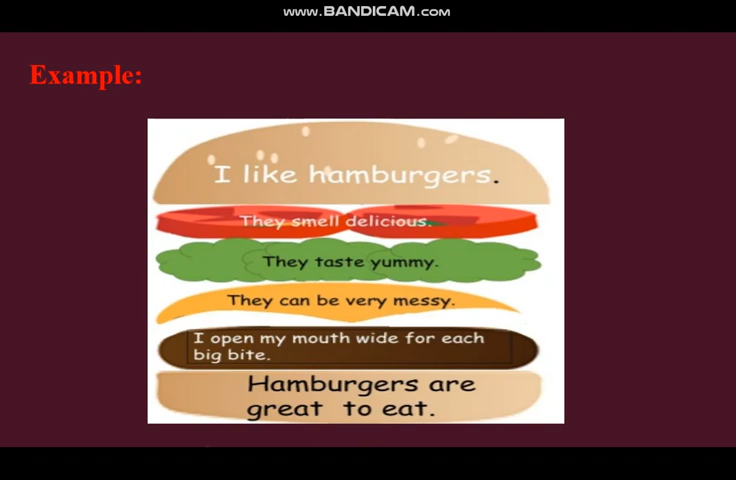 www.BANDICAM.com
Example:
I like hamburgers.
They smell delicious.
They taste yummy.
They can be very messy.
I open my mouth wide for each
big bite.
Hamburgers are
great to eat.